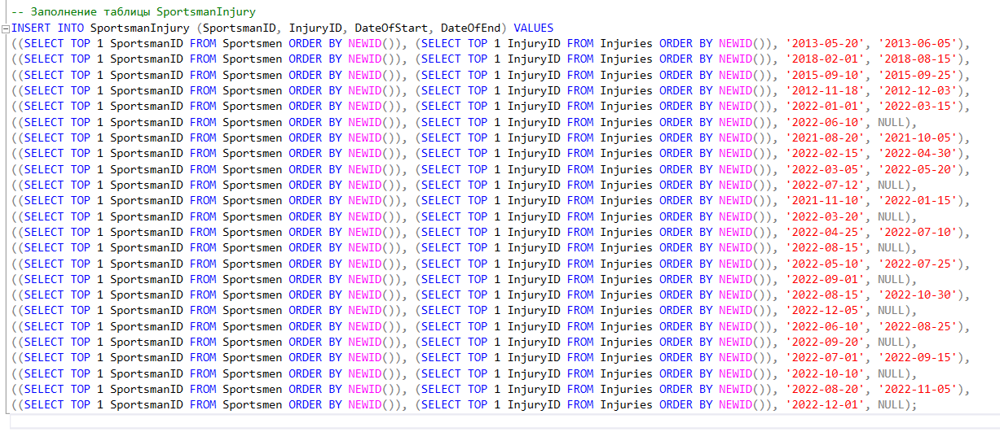 -- Заполнение таблицы SportsmanInjury
INSERT INTO SportsmanInjury (SportsmanID, InjuryID, DateOfStart, DateOfEnd) VALUES
((SELECT TOP 1 SportsmanID FROM Sportsmen ORDER BY NEWID()), (SELECT TOP 1 InjuryID FROM Injuries ORDER BY NEWID()), '2013-05-20', '2013-06-05'),
((SELECT TOP 1 SportsmanID FROM Sportsmen ORDER BY NEWID()), (SELECT TOP 1 InjuryID FROM Injuries ORDER BY NEWID()), '2018-02-01', '2018-08-15'),
((SELECT TOP 1 SportsmanID FROM Sportsmen ORDER BY NEWID()), (SELECT TOP 1 InjuryID FROM Injuries ORDER BY NEWID()), '2015-09-10', '2015-09-25'),
((SELECT TOP 1 SportsmanID FROM Sportsmen ORDER BY NEWID()), (SELECT TOP 1 InjuryID FROM Injuries ORDER BY NEWID()), '2012-11-18', '2012-12-03'),
((SELECT TOP 1 SportsmanID FROM Sportsmen ORDER BY NEWID()), (SELECT TOP 1 InjuryID FROM Injuries ORDER BY NEWID()), '2022-01-01', '2022-03-15'),
((SELECT TOP 1 SportsmanID FROM Sportsmen ORDER BY NEWID()), (SELECT TOP 1 InjuryID FROM Injuries ORDER BY NEWID()), '2022-06-10', NULL),
((SELECT TOP 1 SportsmanID FROM Sportsmen ORDER BY NEWID()), (SELECT TOP 1 InjuryID FROM Injuries ORDER BY NEWID()), '2021-08-20', '2021-10-05'),
((SELECT TOP 1 SportsmanID FROM Sportsmen ORDER BY NEWID()), (SELECT TOP 1 InjuryID FROM Injuries ORDER BY NEWID()), '2022-02-15', '2022-04-30'),
((SELECT TOP 1 SportsmanID FROM Sportsmen ORDER BY NEWID()), (SELECT TOP 1 InjuryID FROM Injuries ORDER BY NEWID()), '2022-03-05', '2022-05-20'),
((SELECT TOP 1 SportsmanID FROM Sportsmen ORDER BY NEWID()), (SELECT TOP 1 InjuryID FROM Injuries ORDER BY NEWID()), '2022-07-12', NULL),
((SELECT TOP 1 SportsmanID FROM Sportsmen ORDER BY NEWID()), (SELECT TOP 1 InjuryID FROM Injuries ORDER BY NEWID()), '2021-11-10', '2022-01-15'),
((SELECT TOP 1 SportsmanID FROM Sportsmen ORDER BY NEWID()), (SELECT TOP 1 InjuryID FROM Injuries ORDER BY NEWID()), '2022-03-20', NULL),
((SELECT TOP 1 SportsmanID FROM Sportsmen ORDER BY NEWID()), (SELECT TOP 1 InjuryID FROM Injuries ORDER BY NEWID()), '2022-04-25', '2022-07-10'),
((SELECT TOP 1 SportsmanID FROM Sportsmen ORDER BY NEWID()), (SELECT TOP 1 InjuryID FROM Injuries ORDER BY NEWID()), '2022-08-15', NULL),
((SELECT TOP 1 SportsmanID FROM Sportsmen ORDER BY NEWID()), (SELECT TOP 1 InjuryID FROM Injuries ORDER BY NEWID()), '2022-05-10', '2022-07-25'),
((SELECT TOP 1 SportsmanID FROM Sportsmen ORDER BY NEWID()), (SELECT TOP 1 InjuryID FROM Injuries ORDER BY NEWID()), '2022-09-01', NULL),
((SELECT TOP 1 SportsmanID FROM Sportsmen ORDER BY NEWID()), (SELECT TOP 1 InjuryID FROM Injuries ORDER BY NEWID()), '2022-08-15', '2022-10-30'),
((SELECT TOP 1 SportsmanID FROM Sportsmen ORDER BY NEWID()), (SELECT TOP 1 InjuryID FROM Injuries ORDER BY NEWID()), '2022-12-05', NULL),
((SELECT TOP 1 SportsmanID FROM Sportsmen ORDER BY NEWID()), (SELECT TOP 1 InjuryID FROM Injuries ORDER BY NEWID()), '2022-06-10', '2022-08-25'),
((SELECT TOP 1 SportsmanID FROM Sportsmen ORDER BY NEWID()), (SELECT TOP 1 InjuryID FROM Injuries ORDER BY NEWID()), '2022-09-20', NULL),
((SELECT TOP 1 SportsmanID FROM Sportsmen ORDER BY NEWID()), (SELECT TOP 1 InjuryID FROM Injuries ORDER BY NEWID()), '2022-07-01', '2022-09-15'),
((SELECT TOP 1 SportsmanID FROM Sportsmen ORDER BY NEWID()), (SELECT TOP 1 InjuryID FROM Injuries ORDER BY NEWID()), '2022-10-10', NULL),
((SELECT TOP 1 SportsmanID FROM Sportsmen ORDER BY NEWID()), (SELECT TOP 1 InjuryID FROM Injuries ORDER BY NEWID()), '2022-08-20', '2022-11-05'),
((SELECT TOP 1 SportsmanID FROM Sportsmen ORDER BY NEWID()), (SELECT TOP 1 InjuryID FROM Injuries ORDER BY NEWID()), '2022-12-01', NULL);